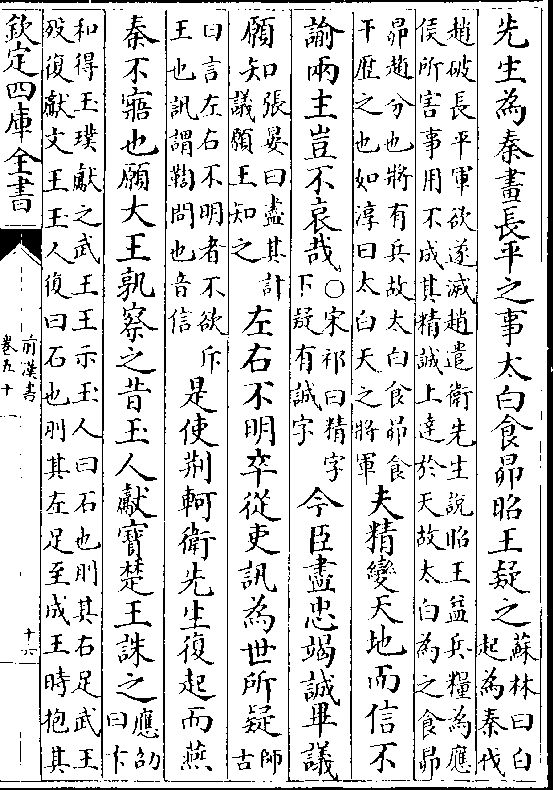 先生為秦畫長平之事太白食昴昭王疑之蘇林曰白起為秦伐
趙破長平軍欲遂滅趙遣衛先生說昭王益兵糧為應侯所害事用不成其精誠上達於天故太白為之食昴
昴趙分也將有兵故太白食昴食干歴之也如淳曰太白天之將軍夫精變天地而信不
諭兩主豈不哀哉○宋祁曰精字下疑有誠字今臣盡忠竭誠畢議
願知張晏曰盡其計議願王知之左右不明卒從吏訊為世所疑師古
曰言左右不明者不欲斥王也訊謂鞫問也音信是使荆軻衛先生復起而燕
秦不寤也願大王孰察之昔玉人獻寶楚王誅之應劭曰卞
和得玉璞獻之武王王示玉人曰石也刖其右足武王歿復獻文王玉人復曰石也刖其左足至成王時抱其
欽定四庫全書
前漢書
卷五十一
十六